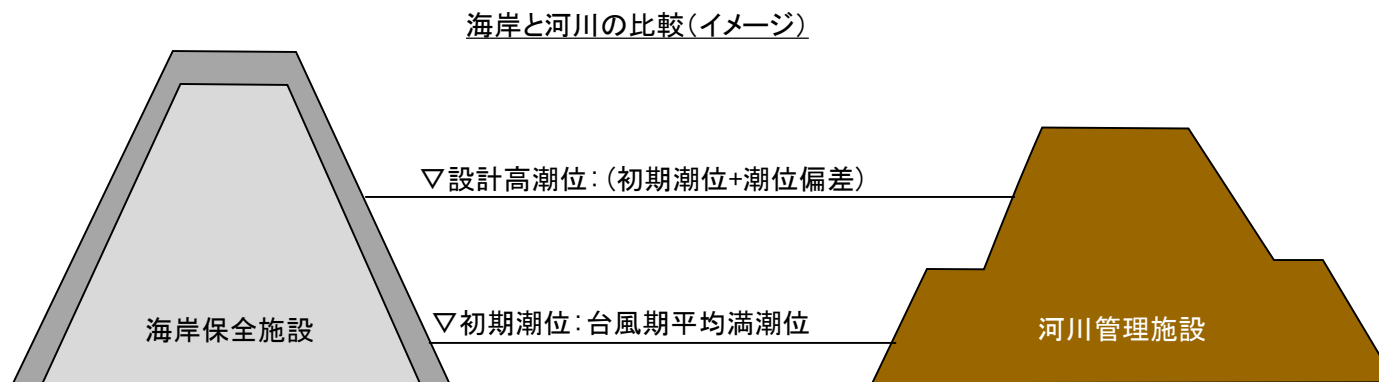 海岸と河川の比較(イメージ)
▽設計高潮位：(初期潮位+潮位偏差)
海岸保全施設
▽初期潮位：台風期平均満潮位
河川管理施設